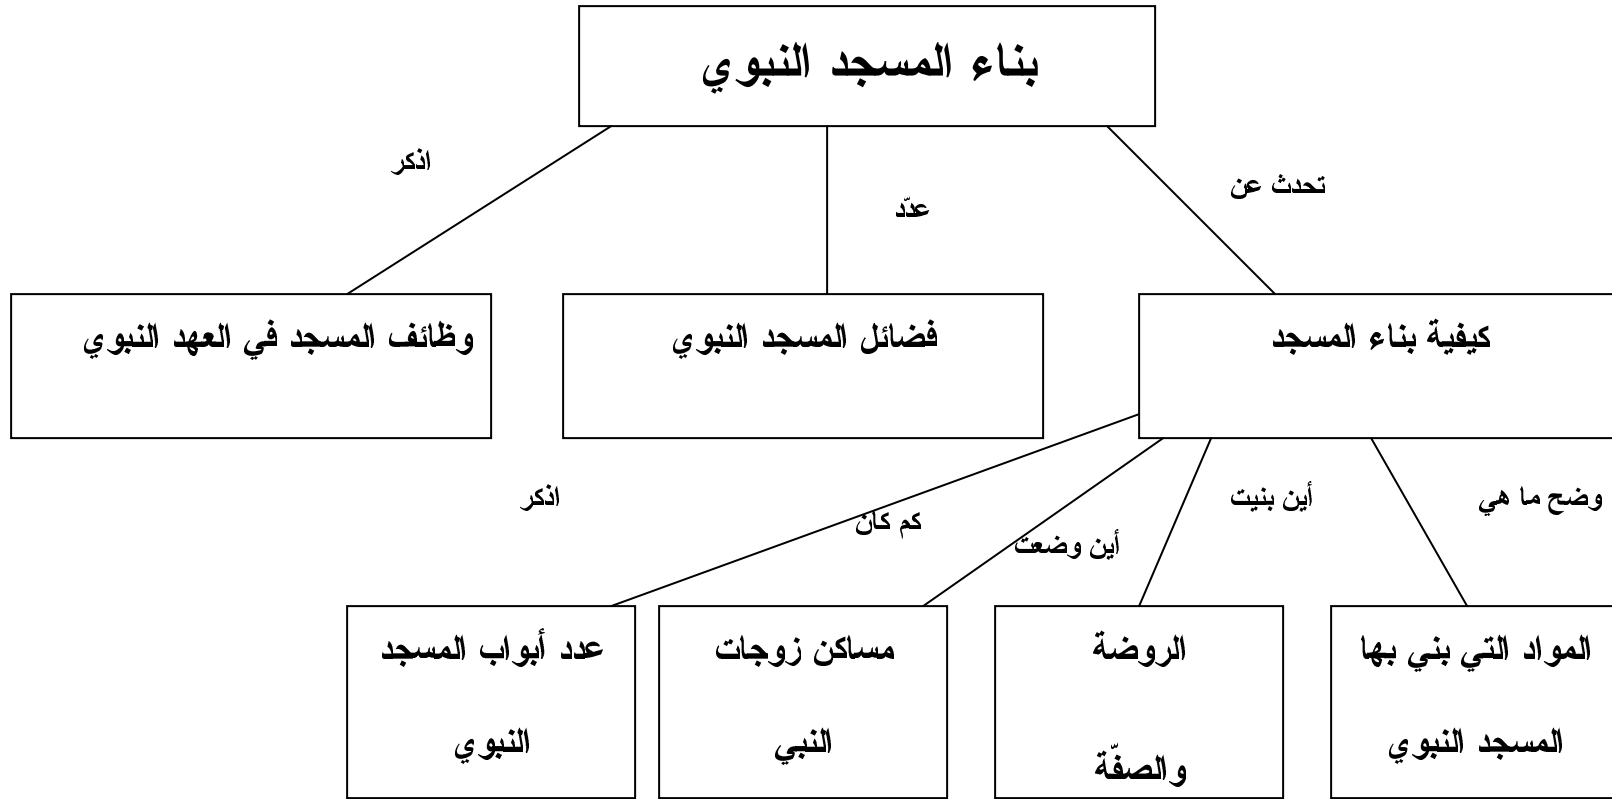 بناء المسجد النبوي
تحدث عن
عدّد
اذكر
كيفية بناء المسجد
فضائل المسجد النبوي
وظائف المسجد في العهد النبوي
وضح ما هي
أين بنيت
أين وضعت
كم كان
اذكر
المواد التي بني بها
المسجد النبوي
الروضة
والصفّة
مساكن زوجات
النبي
عدد أبواب المسجد
النبوي